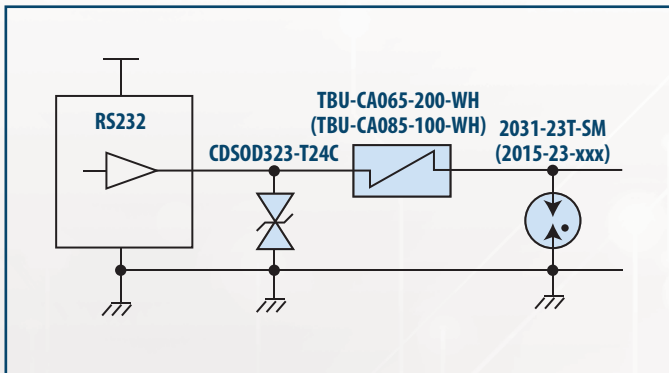 RS232
CDSOD323-T24C
TBU-CA065-200-WH
(TBU-CA085-100-WH)
2031-23T-SM
(2015-23-xxx)